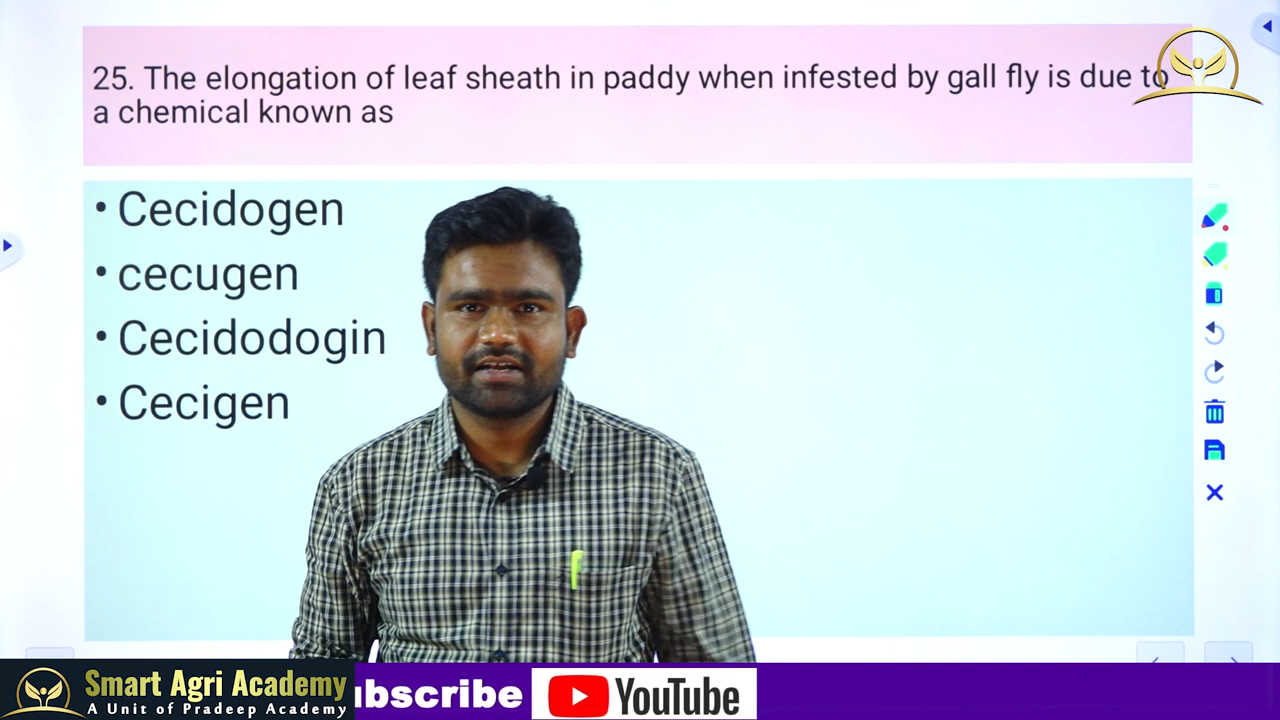 25. The elongation of leaf sheath in paddy when infested by gall fly is due to
a chemical known as
• Cecidogen
• cecugen
• Cecidodogin
• Cecigen
Smart Agri Academy
A Unit of Pradeep Academy
ubscribe
YouTube